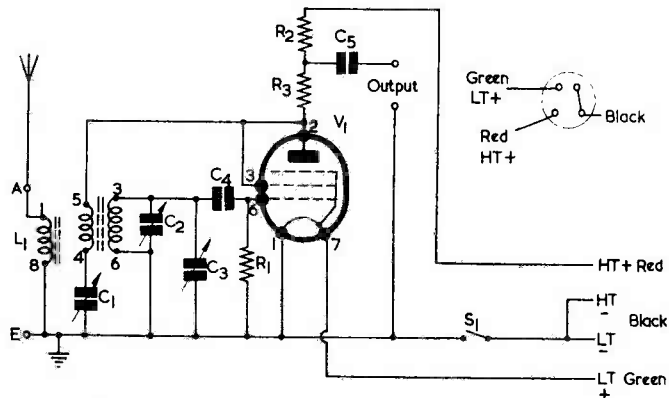 R2
C5
Output
R3
Green
LT+
Black
Red
HT+
2
V1
A
1
L1
8
5
3
4
6
C2
C4
3
6
C1
C3
R1
1
7
HT+ Red
HT
-
Black
S1
LT
-
E
LT Green
+